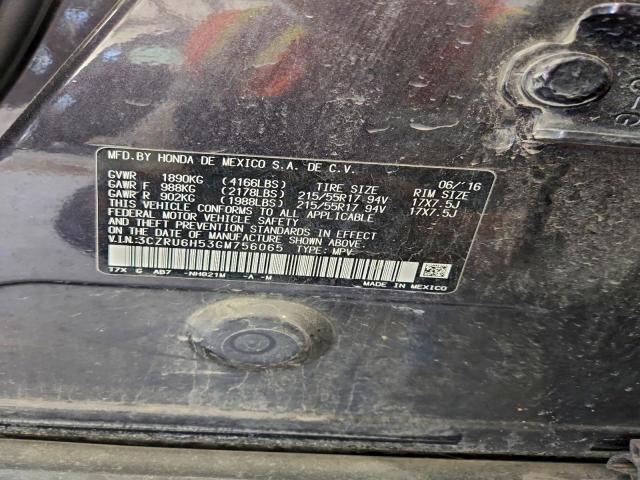 MFD. BY HONDA DE MEXICO S.A. DE C.V.
06/'16
GVWR 1890KG (4166LBS) TIRE SIZE RIM SIZE
GAWR F 988KG (2178LBS) 215/55R17 94V 17X7.5J
GAWR R 902KG (1988LBS) 215/55R17 94V 17X7.5J
THIS VEHICLE CONFORMS TO ALL APPLICABLE
FEDERAL MOTOR VEHICLE SAFETY
AND THEFT PREVENTION STANDARDS IN EFFECT
ON THE DATE OF MANUFACTURE SHOWN ABOVE.
V.I.N: 3CZRU6H53GM756065 TYPE: MPV
T7X G AB7 -NH821M -A -M MADE IN MEXICO